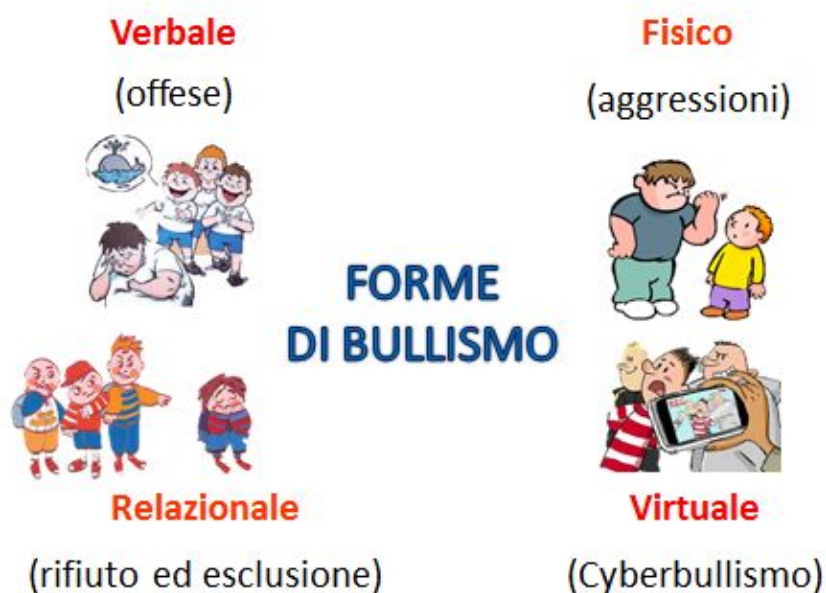 Verbale
(offese)
Fisico
(aggressioni)
FORME
DI BULLISMO
Relazionale
(rifiuto ed esclusione)
Virtuale
(Cyberbullismo)